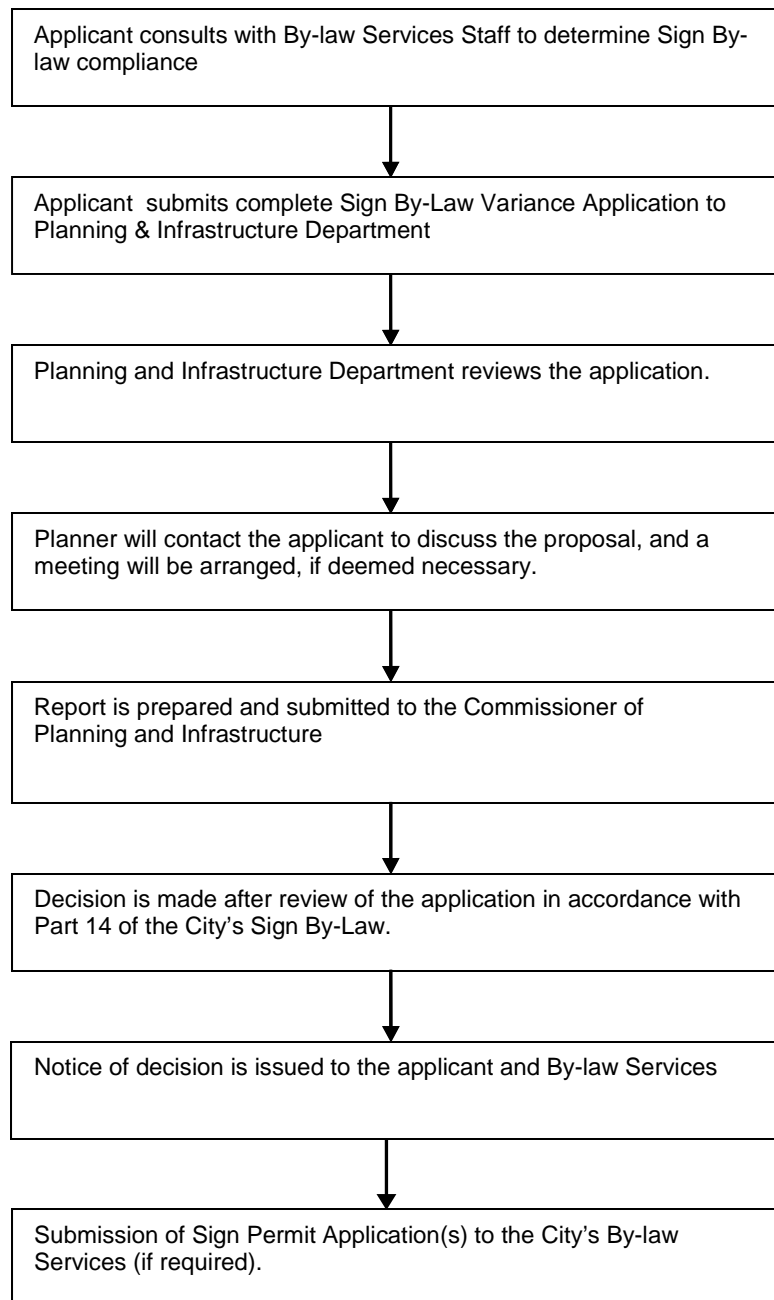 Applicant consults with By-law Services Staff to determine Sign By-
law compliance
Applicant  submits complete Sign By-Law Variance Application to
Planning & Infrastructure Department
Planning and Infrastructure Department reviews the application.
Planner will contact the applicant to discuss the proposal, and a
meeting will be arranged, if deemed necessary.
Report is prepared and submitted to the Commissioner of
Planning and Infrastructure
Decision is made after review of the application in accordance with
Part 14 of the City’s Sign By-Law.
Notice of decision is issued to the applicant and By-law Services
Submission of Sign Permit Application(s) to the City’s By-law
Services (if required).